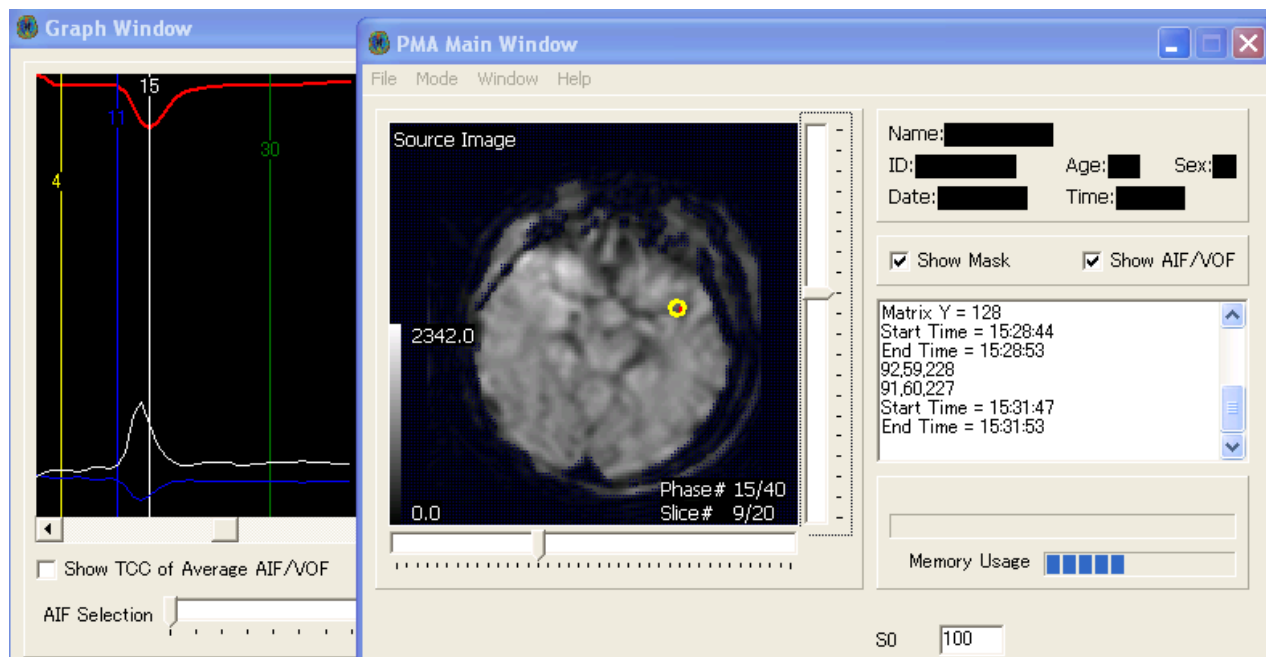 Graph Window
15
11
30
4
Show TCC of Average AIF/VOF
AIF Selection
PMA Main Window
File Mode Window Help
Source Image
2342.0
0.0
Phase# 15/40
Slice# 9/20
Name:
ID: Age: Sex:
Date: Time:
Show Mask Show AIF/VOF
Matrix Y = 128
Start Time = 15:28:44
End Time = 15:28:53
92,59,228
91,60,227
Start Time = 15:31:47
End Time = 15:31:53
Memory Usage
S0 100